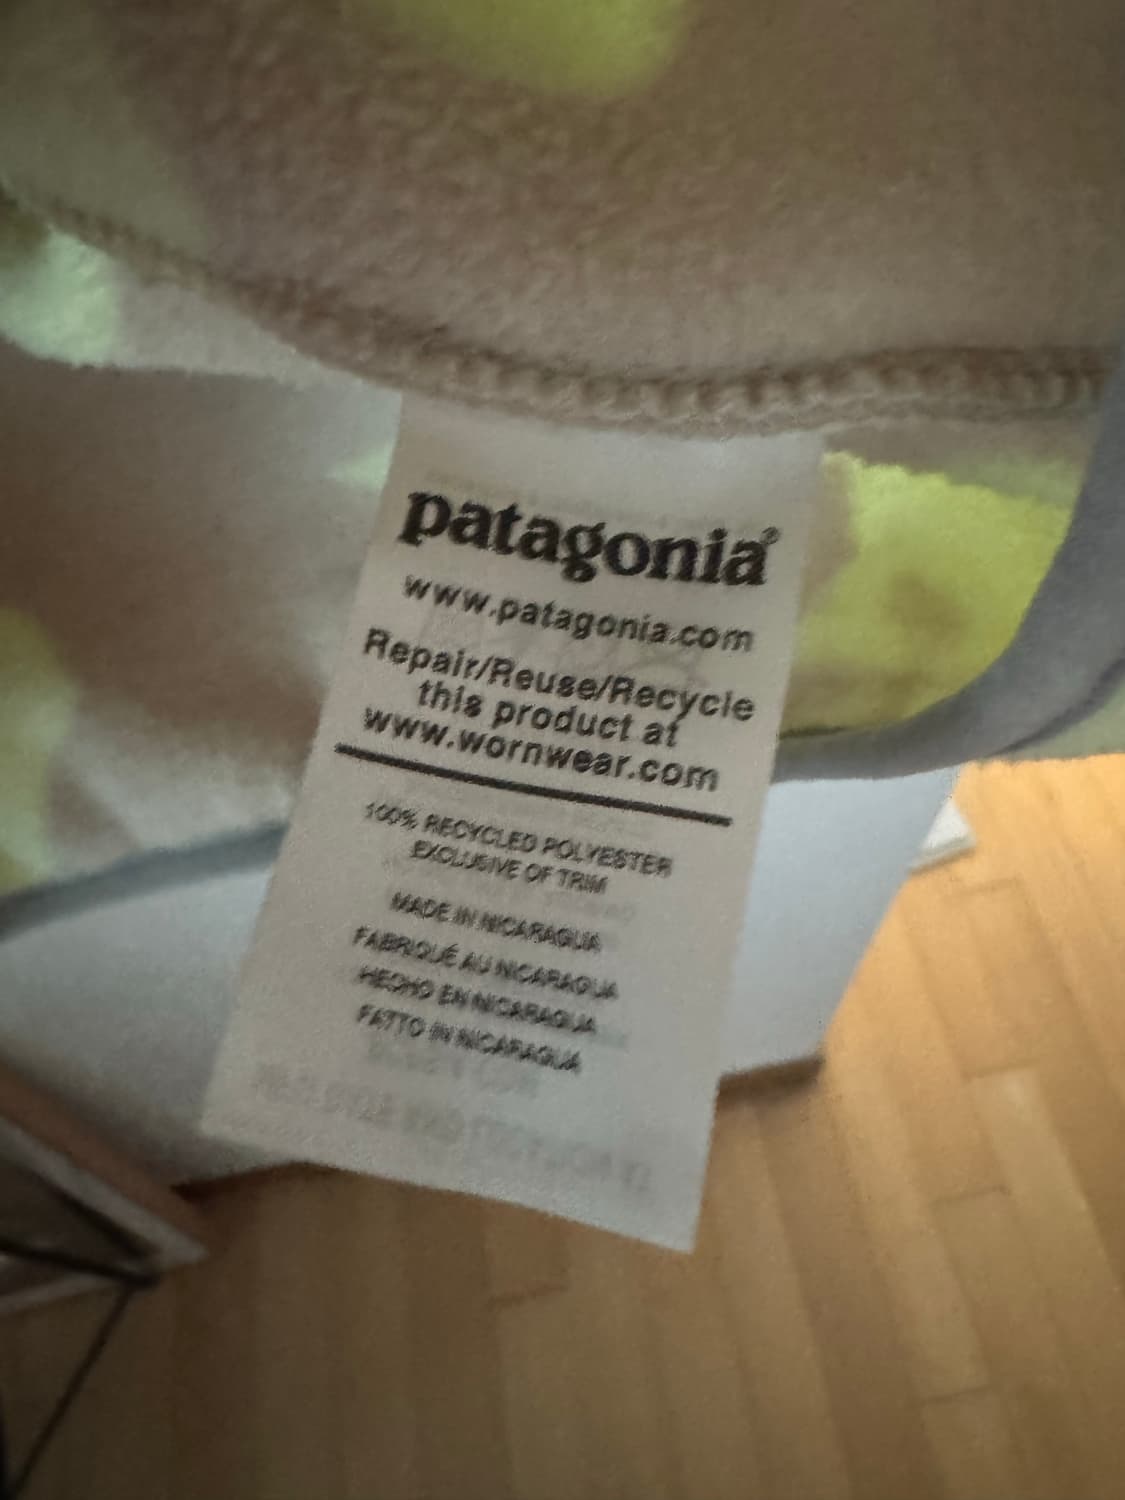 patagonia®
www.patagonia.com
Repair/Reuse/Recycle
this product at
www.wornwear.com
100% RECYCLED POLYESTER
EXCLUSIVE OF TRIM
MADE IN NICARAGUA
FABRIQUÉ AU NICARAGUA
HECHO EN NICARAGUA
FATTO IN NICARAGUA